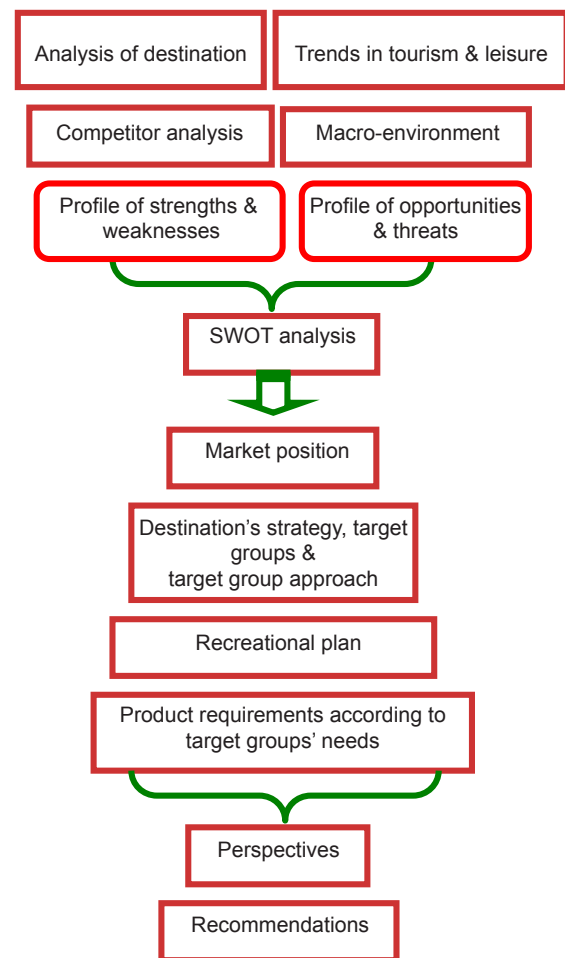 Analysis of destination
Trends in tourism & leisure
Competitor analysis
Macro-environment
Profile of strengths &
weaknesses
Profile of opportunities
& threats
SWOT analysis
Market position
Destination’s strategy, target
groups &
target group approach
Recreational plan
Product requirements according to
target groups’ needs
Perspectives
Recommendations